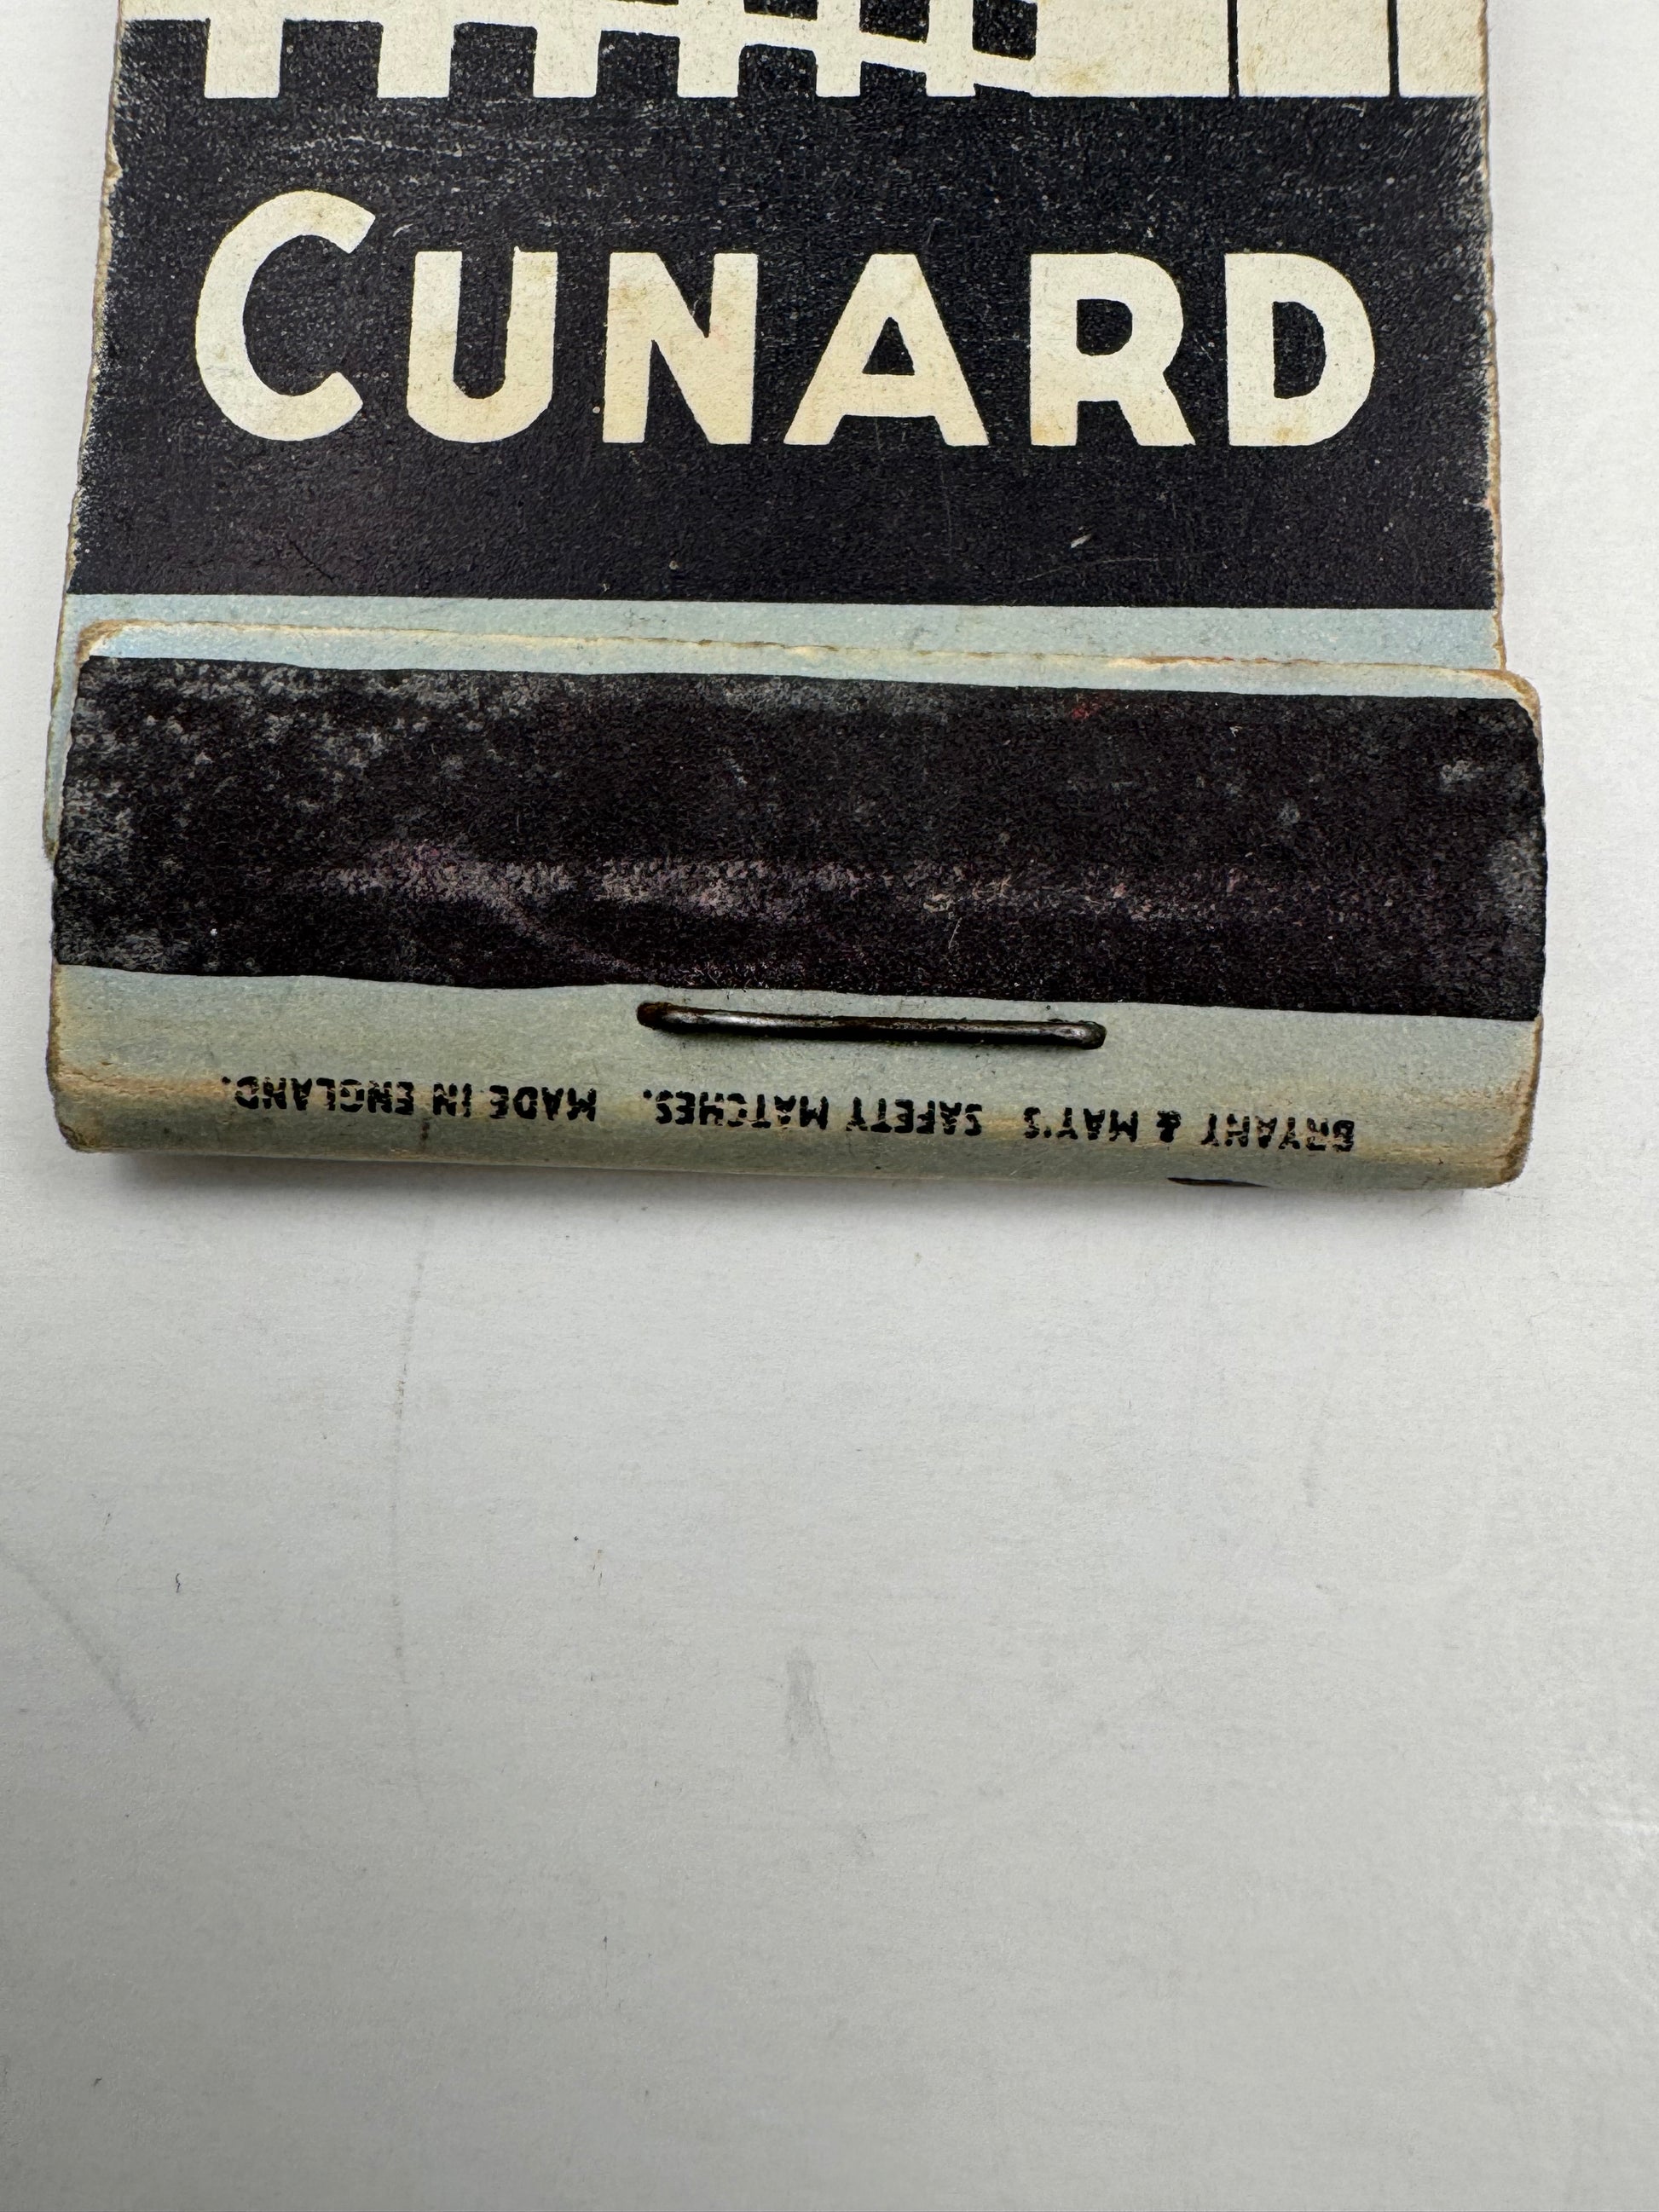 CUNARD
BRYANT & MAY'S SAFETY MATCHES. MADE IN ENGLAND.